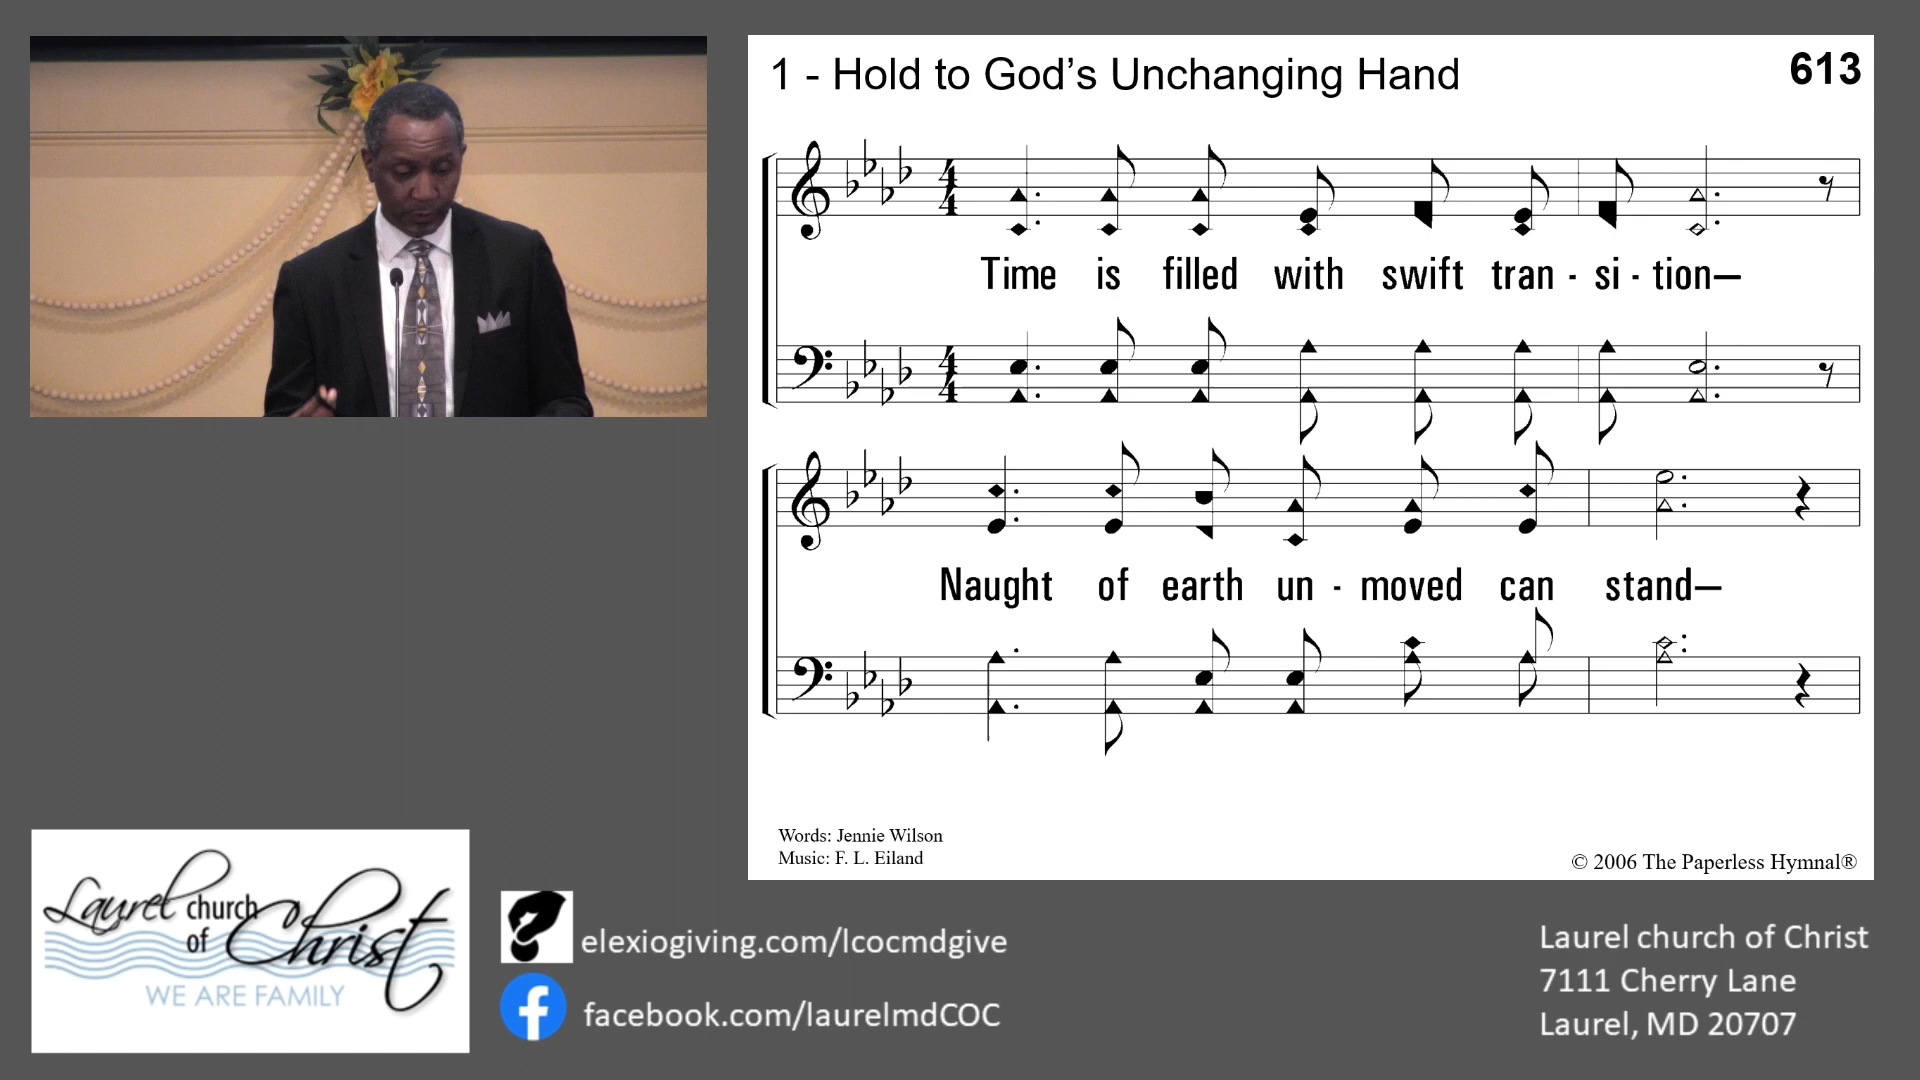 1 - Hold to God’s Unchanging Hand
613
Time is filled with swift tran - si - tion—
Naught of earth un - moved can stand—
Words: Jennie Wilson
Music: F. L. Eiland
© 2006 The Paperless Hymnal®
Laurel church
of Christ
WE ARE FAMILY
elexiogiving.com/lcocmdgive
facebook.com/laurelmdCOC
Laurel church of Christ
7111 Cherry Lane
Laurel, MD 20707